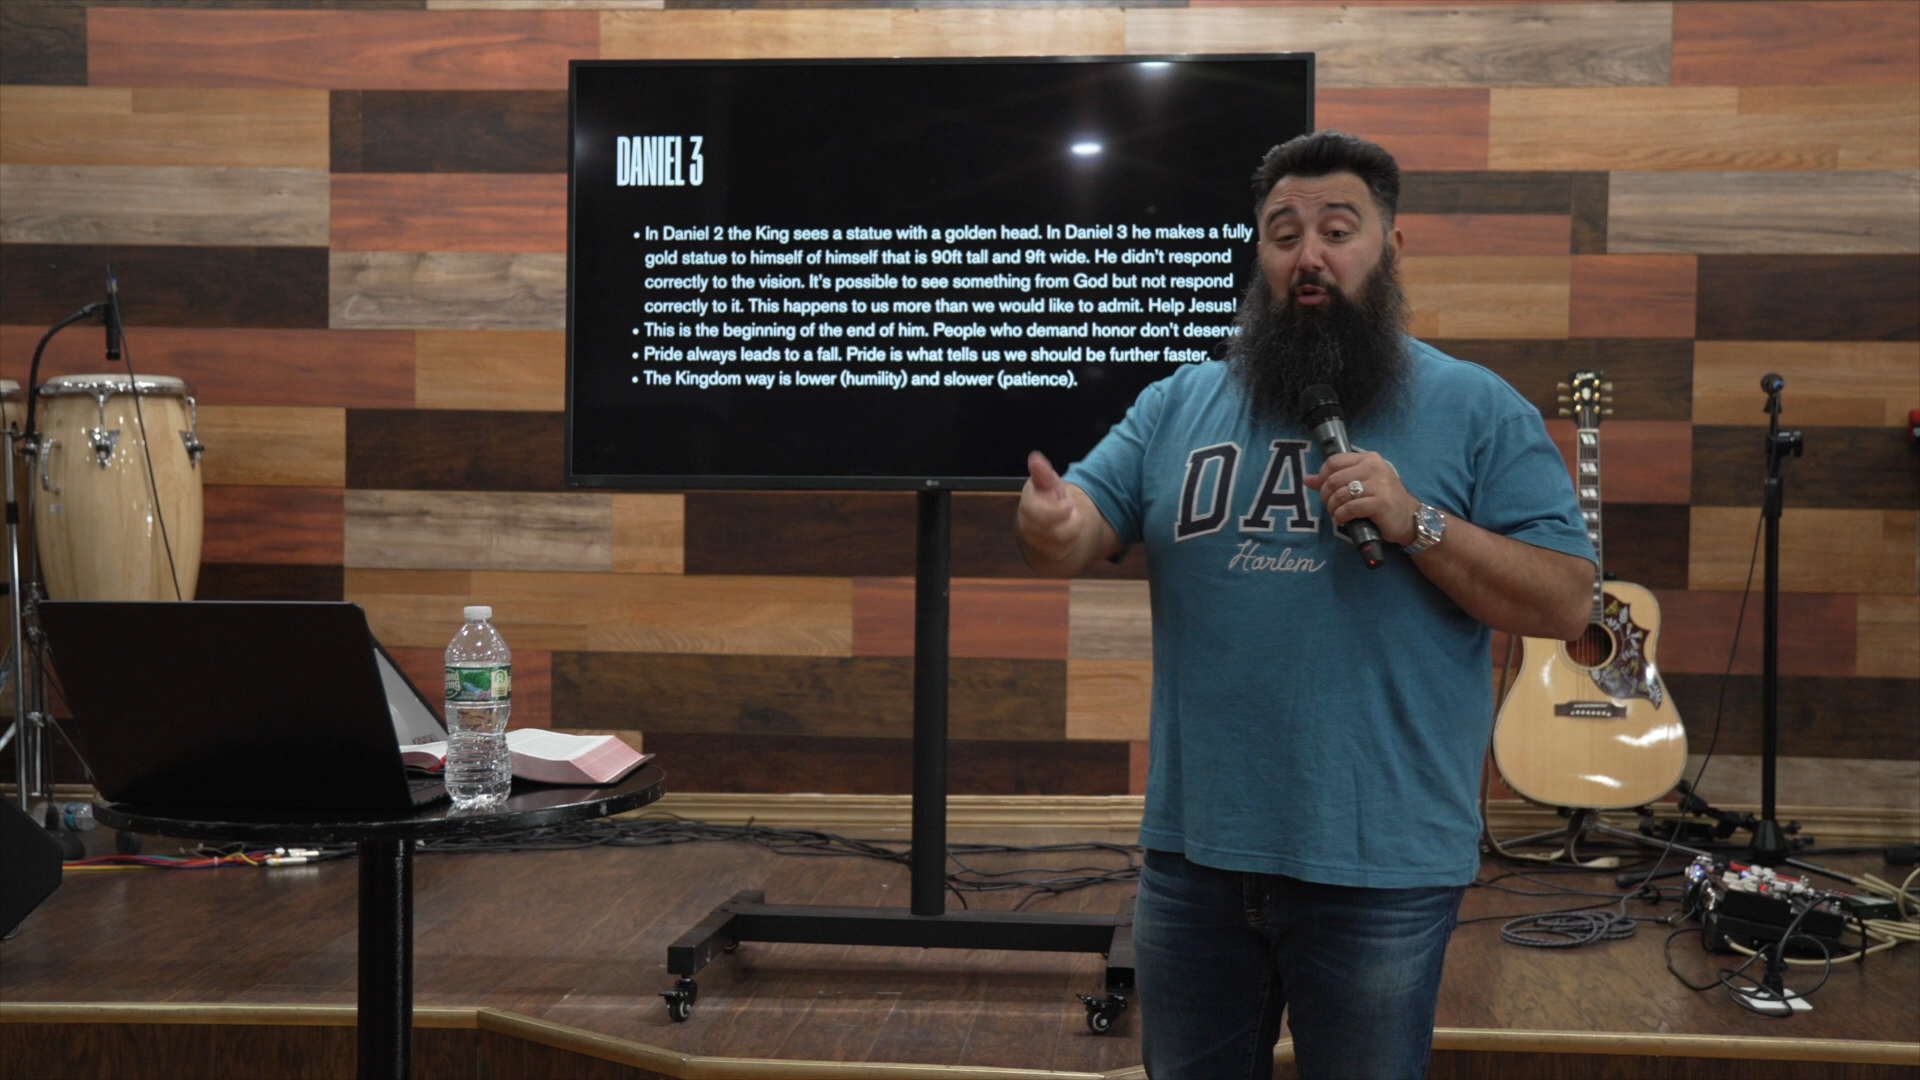 DANIEL 3
• In Daniel 2 the King sees a statue with a golden head. In Daniel 3 he makes a fully
gold statue to himself of himself that is 90ft tall and 9ft wide. He didn't respond
correctly to the vision. It's possible to see something from God but not respond
correctly to it. This happens to us more than we would like to admit. Help Jesus!
• This is the beginning of the end of him. People who demand honor don't deserve
• Pride always leads to a fall. Pride is what tells us we should be further faster.
• The Kingdom way is lower (humility) and slower (patience).
LG
DA
Harlem